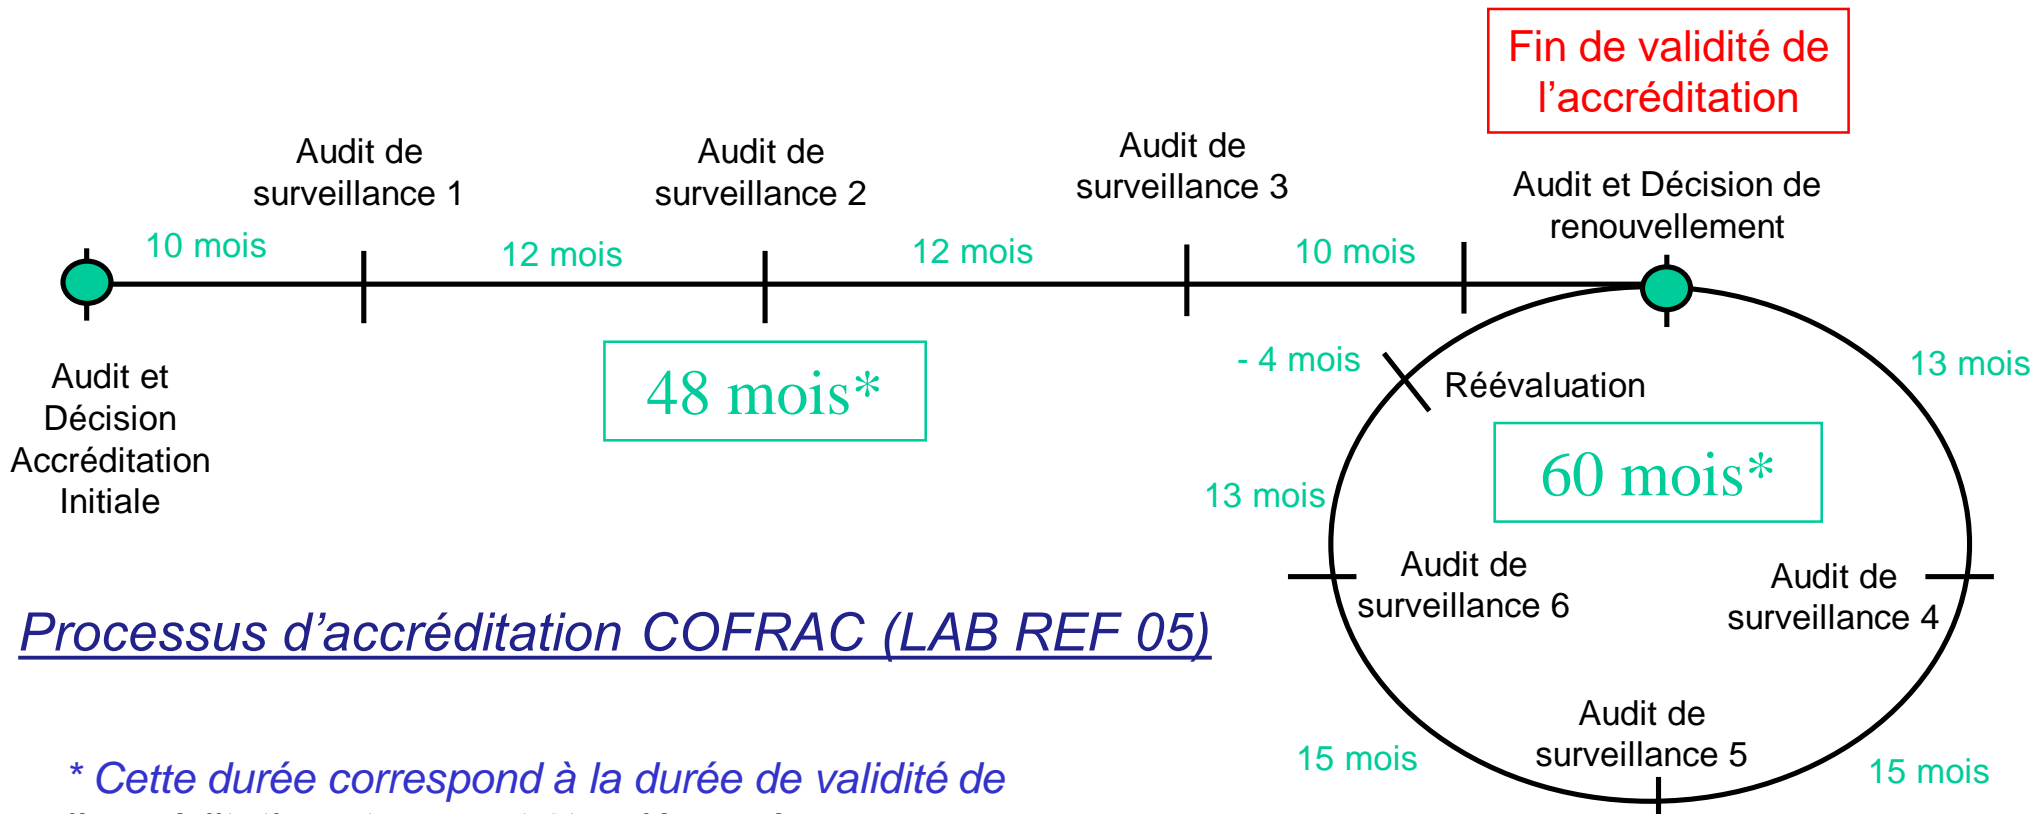 Fin de validité de
l'accréditation
Audit de
surveillance 1
Audit de
surveillance 2
Audit de
surveillance 3
Audit et Décision de
renouvellement
10 mois
12 mois
12 mois
10 mois
Audit et
Décision
Accréditation
Initiale
48 mois*
- 4 mois
Réévaluation
13 mois
60 mois*
13 mois
Audit de
surveillance 6
Audit de
surveillance 4
Processus d'accréditation COFRAC (LAB REF 05)
Audit de
surveillance 5
15 mois
15 mois
* Cette durée correspond à la durée de validité de